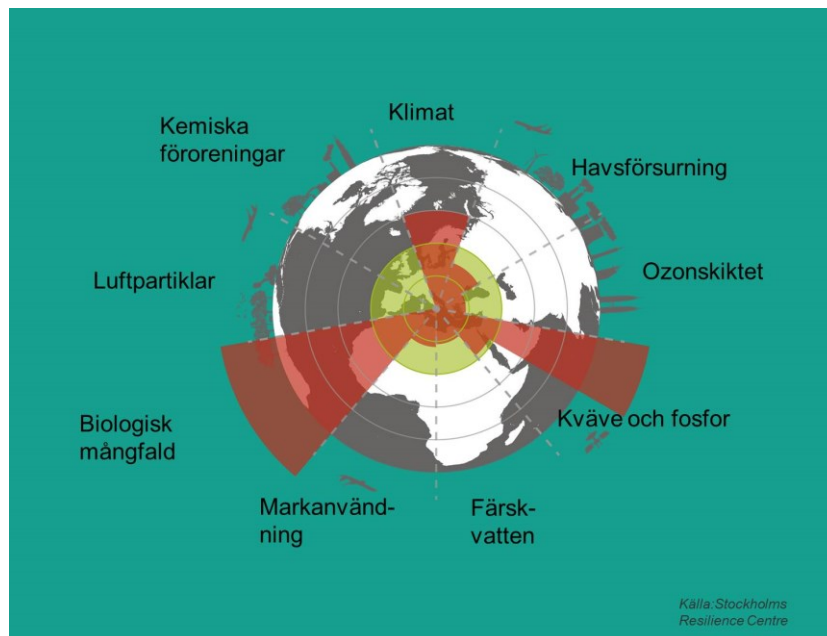 Klimat
Kemiska
föroreningar
Havsförsurning
Luftpartiklar
Ozonskiktet
Biologisk
mångfald
Kväve och fosfor
Markanvänd-
ning
Färsk-
vatten
Källa:Stockholms
Resilience Centre